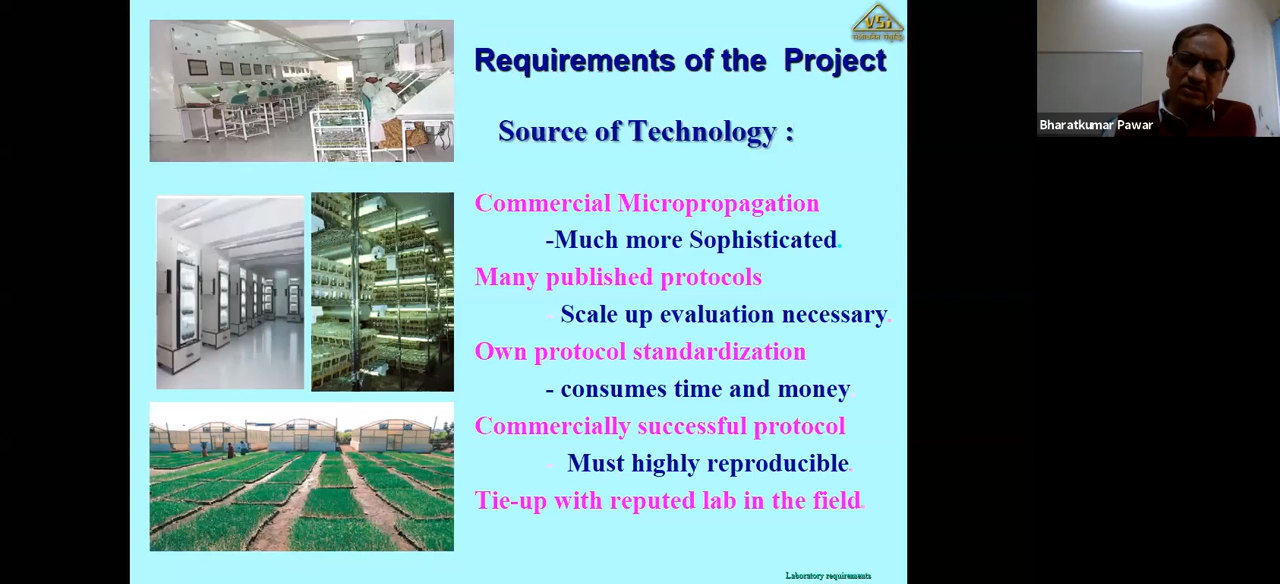 VSi
Requirements of the Project
Source of Technology :
Commercial Micropropagation
-Much more Sophisticated.
Many published protocols
- Scale up evaluation necessary.
Own protocol standardization
- consumes time and money
Commercially successful protocol
- Must highly reproducible.
Tie-up with reputed lab in the field.
Laboratory requirements
Bharatkumar Pawar